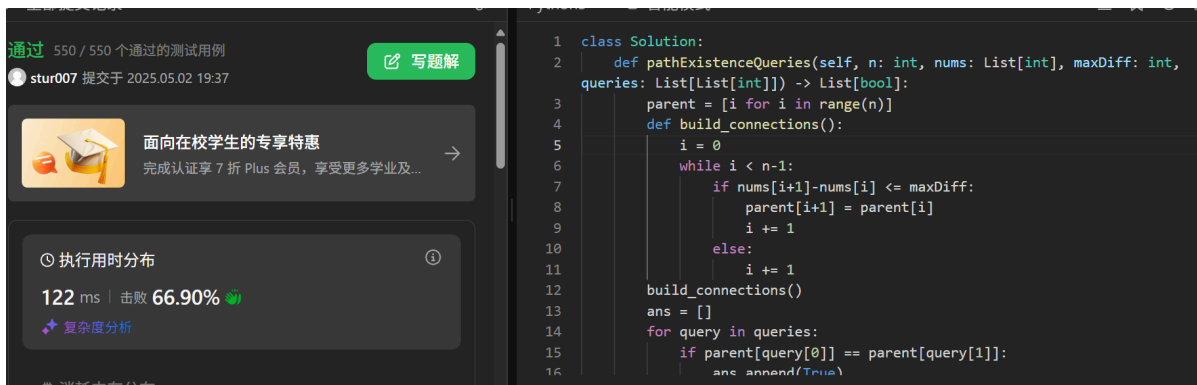 通过 550 / 550 个通过的测试用例
stur007 提交于 2025.05.02 19:37
写题解
面向在校学生的专享特惠
完成认证享 7 折 Plus 会员，享受更多学业及...
执行用时分布
122 ms 击败 66.90%
复杂度分析
1 class Solution:
2 def pathExistenceQueries(self, n: int, nums: List[int], maxDiff: int,
queries: List[List[int]]) -> List[bool]:
3 parent = [i for i in range(n)]
4 def build_connections():
5 i = 0
6 while i < n-1:
7 if nums[i+1]-nums[i] <= maxDiff:
8 parent[i+1] = parent[i]
9 i += 1
10 else:
11 i += 1
12 build_connections()
13 ans = []
14 for query in queries:
15 if parent[query[0]] == parent[query[1]]:
16 ans.append(True)